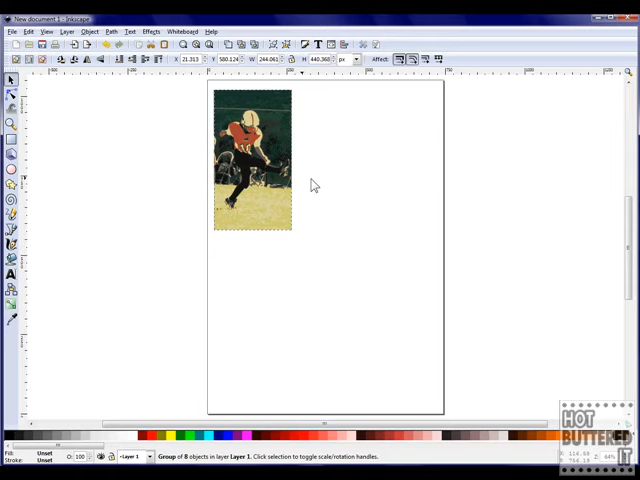 New document 1 - Inkscape
File Edit View Layer Object Path Text Effects Whiteboard Help
X 21.313 Y 580.124 W 244.061 H 440.368 px Affect:
Fill: Unset
Stroke: Unset
O: 100
Layer 1
Group of 8 objects in layer Layer 1. Click selection to toggle scale/rotation handles.
Z: 64%
HOT
BUTTERED
IT